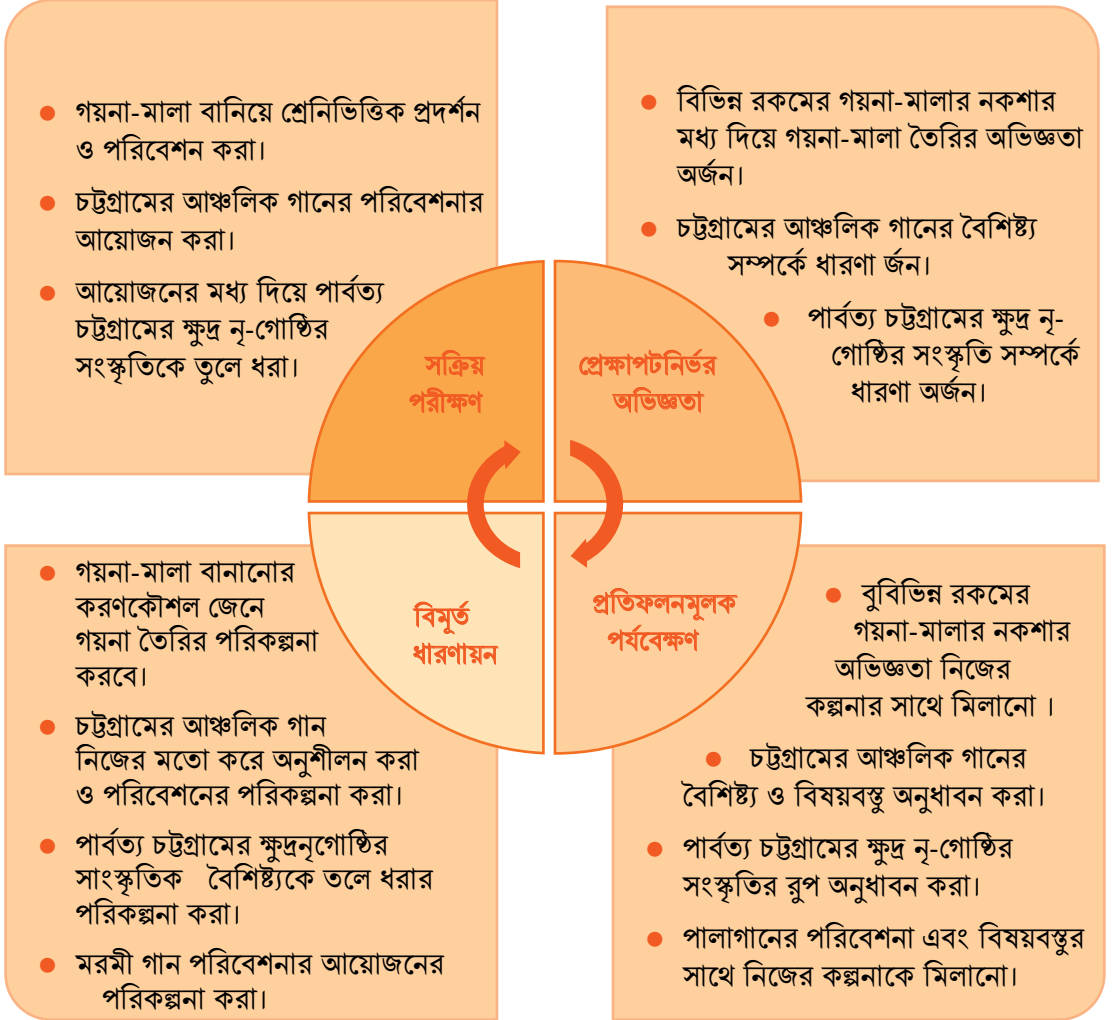 গয়না-মালা বানিয়ে শ্রেনিভিত্তিক প্রদর্শন
ও পরিবেশন করা।
চট্টগ্রামের আঞ্চলিক গানের পরিবেশনার
আয়োজন করা।
আয়োজনের মধ্য দিয়ে পার্বত্য
চট্টগ্রামের ক্ষুদ্র নৃ-গোষ্ঠির
সংস্কৃতিকে তুলে ধরা।
বিভিন্ন রকমের গয়না-মালার নকশার
মধ্য দিয়ে গয়না-মালা তৈরির অভিজ্ঞতা
অর্জন।
চট্টগ্রামের আঞ্চলিক গানের বৈশিষ্ট্য
সম্পর্কে ধারণা র্জন।
পার্বত্য চট্টগ্রামের ক্ষুদ্র নৃ-
গোষ্ঠির সংস্কৃতি সম্পর্কে
ধারণা অর্জন।
সক্রিয়
পরীক্ষণ
প্রেক্ষাপটনির্ভর
অভিজ্ঞতা
বিমূর্ত
ধারণায়ন
প্রতিফলনমূলক
পর্যবেক্ষণ
গয়না-মালা বানানোর
করণকৌশল জেনে
গয়না তৈরির পরিকল্পনা
করবে।
চট্টগ্রামের আঞ্চলিক গান
নিজের মতো করে অনুশীলন করা
ও পরিবেশনের পরিকল্পনা করা।
পার্বত্য চট্টগ্রামের ক্ষুদ্রনৃগোষ্ঠির
সাংস্কৃতিক বৈশিষ্ট্যকে তলে ধরার
পরিকল্পনা করা।
মরমী গান পরিবেশনার আয়োজনের
পরিকল্পনা করা।
বুবিভিন্ন রকমের
গয়না-মালার নকশার
অভিজ্ঞতা নিজের
কল্পনার সাথে মিলানো ।
চট্টগ্রামের আঞ্চলিক গানের
বৈশিষ্ট্য ও বিষয়বস্তু অনুধাবন করা।
পার্বত্য চট্টগ্রামের ক্ষুদ্র নৃ-গোষ্ঠির
সংস্কৃতির রুপ অনুধাবন করা।
পালাগানের পরিবেশনা এবং বিষয়বস্তুর
সাথে নিজের কল্পনাকে মিলানো।